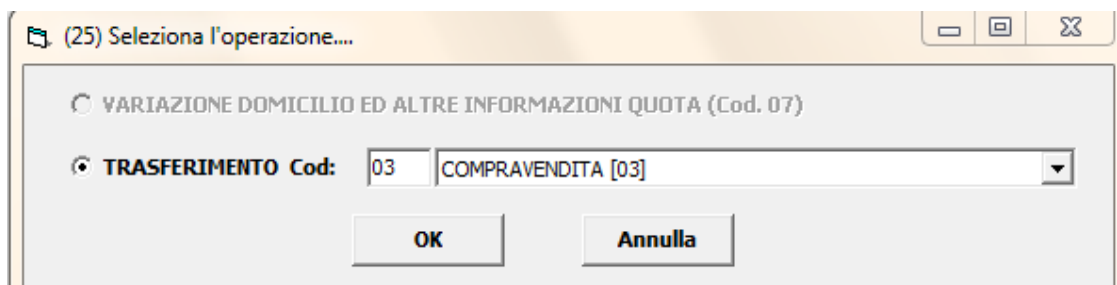 (25) Seleziona l'operazione....
VARIAZIONE DOMICILIO ED ALTRE INFORMAZIONI QUOTA (Cod. 07)
TRASFERIMENTO Cod: 03 COMPRAVENDITA [03]
OK Annulla